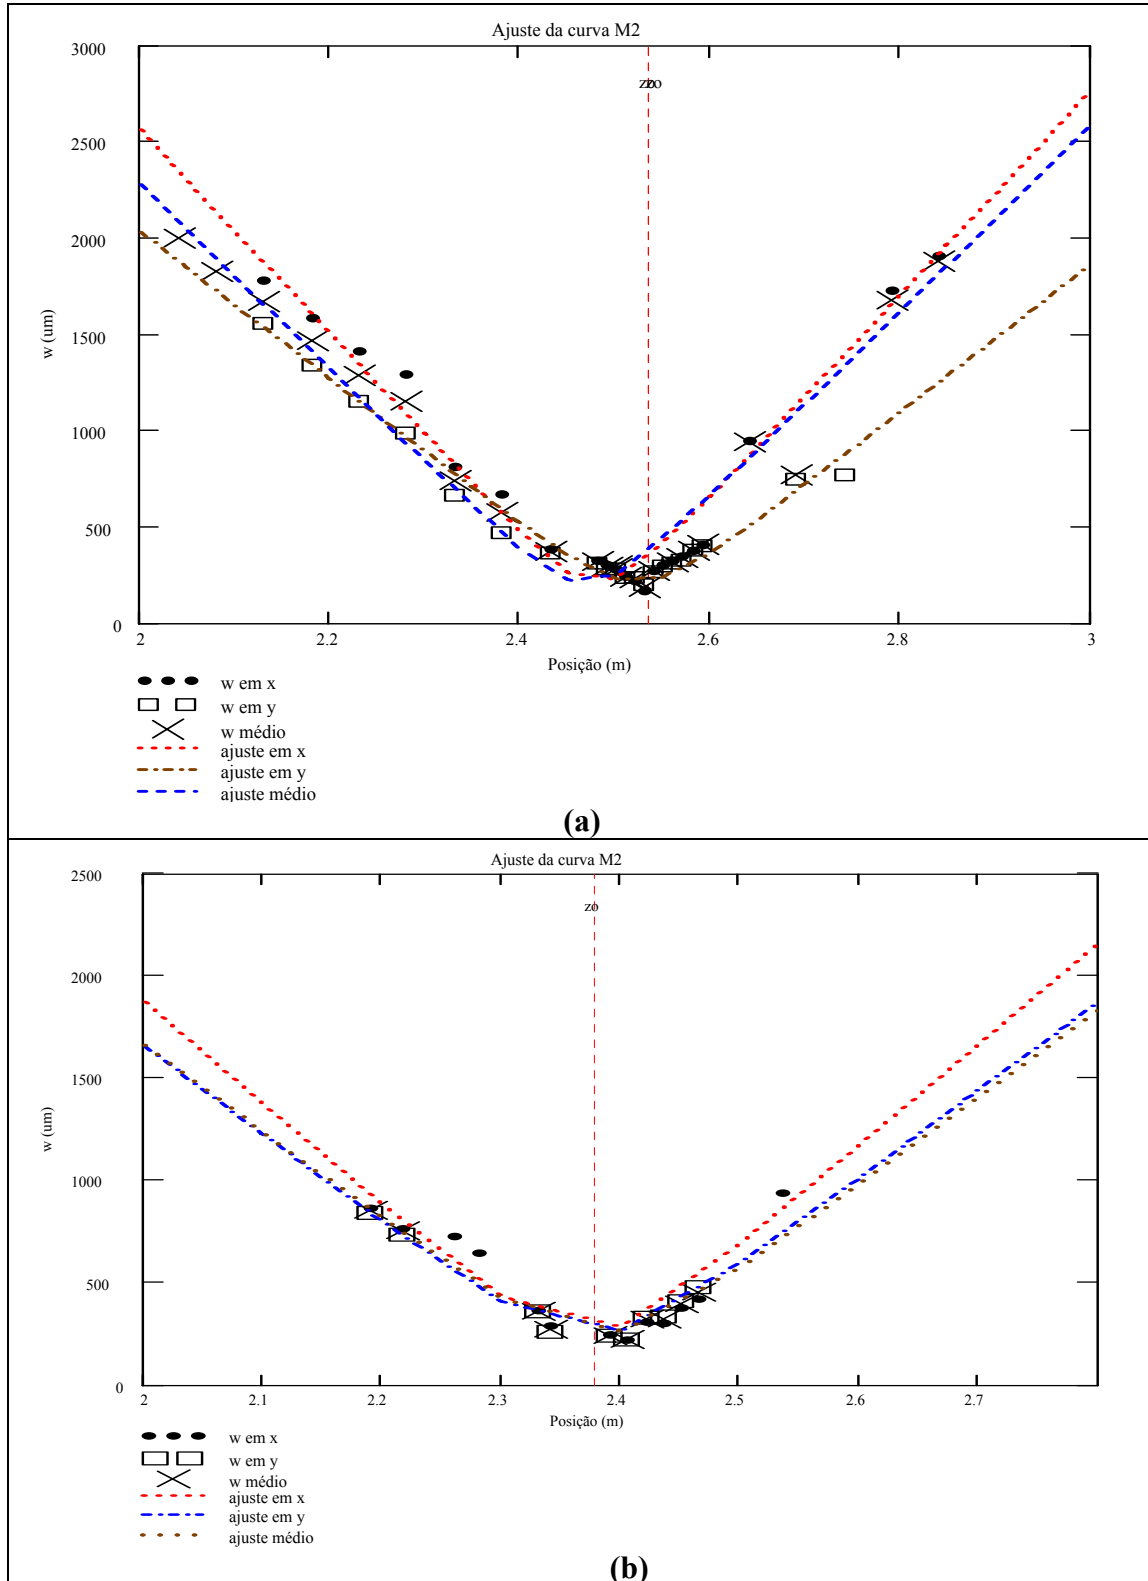 Ajuste da curva M2
3000
2500
2000
1500
1000
500
0
w (um)
zo
2
2.2
2.4
2.6
2.8
3
Posição (m)
w em x
w em y
w médio
ajuste em x
ajuste em y
ajuste médio
(a)
Ajuste da curva M2
2500
2000
1500
1000
500
0
w (um)
zo
2
2.1
2.2
2.3
2.4
2.5
2.6
2.7
Posição (m)
w em x
w em y
w médio
ajuste em x
ajuste em y
ajuste médio
(b)